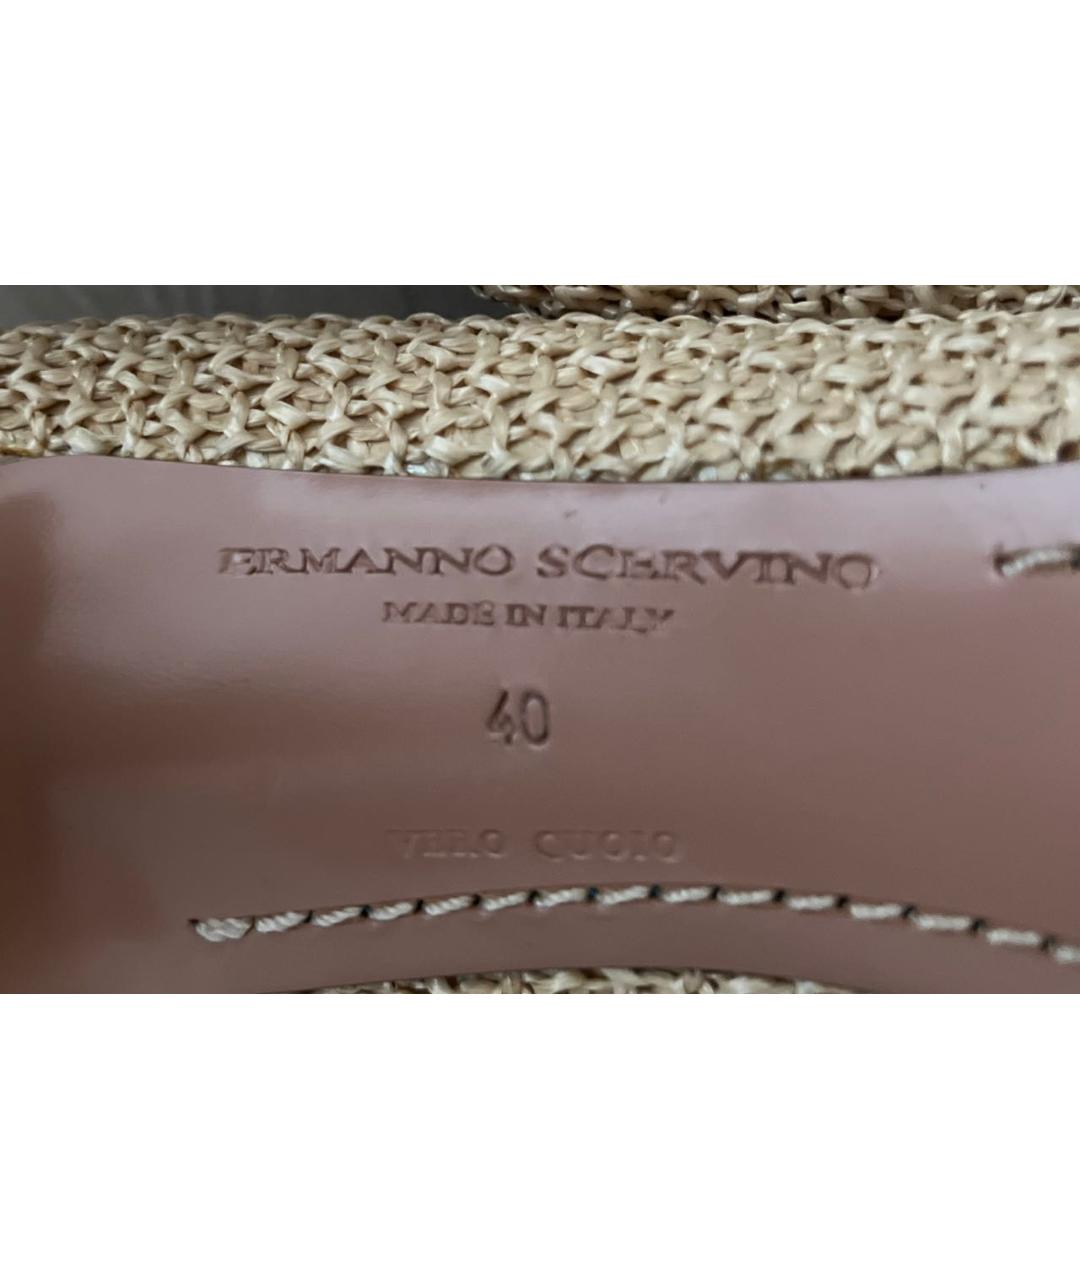 ERMANNO SCERVINO
MADE IN ITALY
40
VERO CUOIO